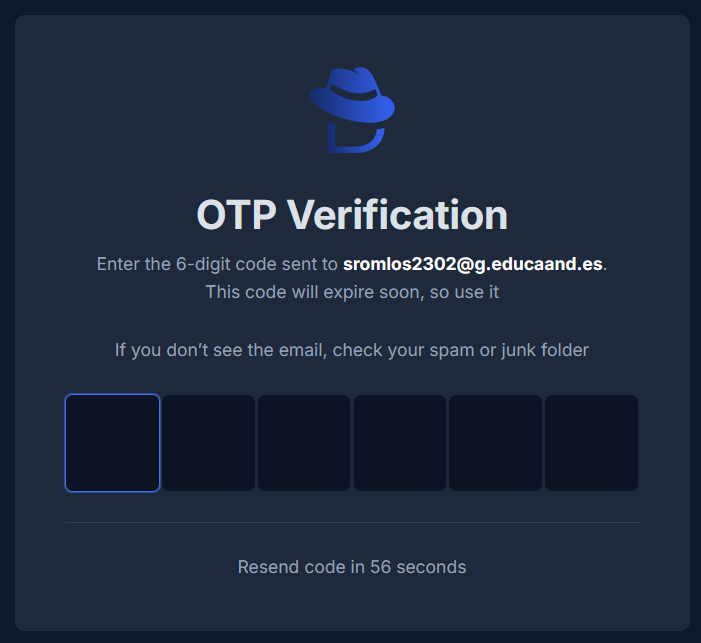 OTP Verification
Enter the 6-digit code sent to sromlos2302@g.educaand.es.
This code will expire soon, so use it
If you don’t see the email, check your spam or junk folder
Resend code in 56 seconds